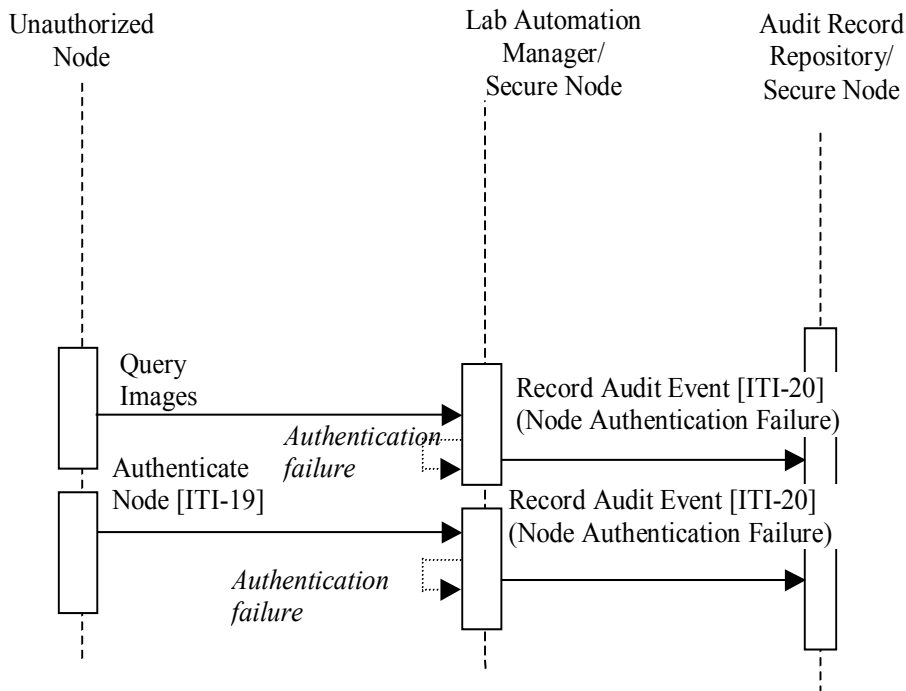 Unauthorized
Node
Lab Automation
Manager/
Secure Node
Audit Record
Repository/
Secure Node
Query
Images
Authentication
failure
Record Audit Event [ITI-20]
(Node Authentication Failure)
Authenticate
Node [ITI-19]
Authentication
failure
Record Audit Event [ITI-20]
(Node Authentication Failure)